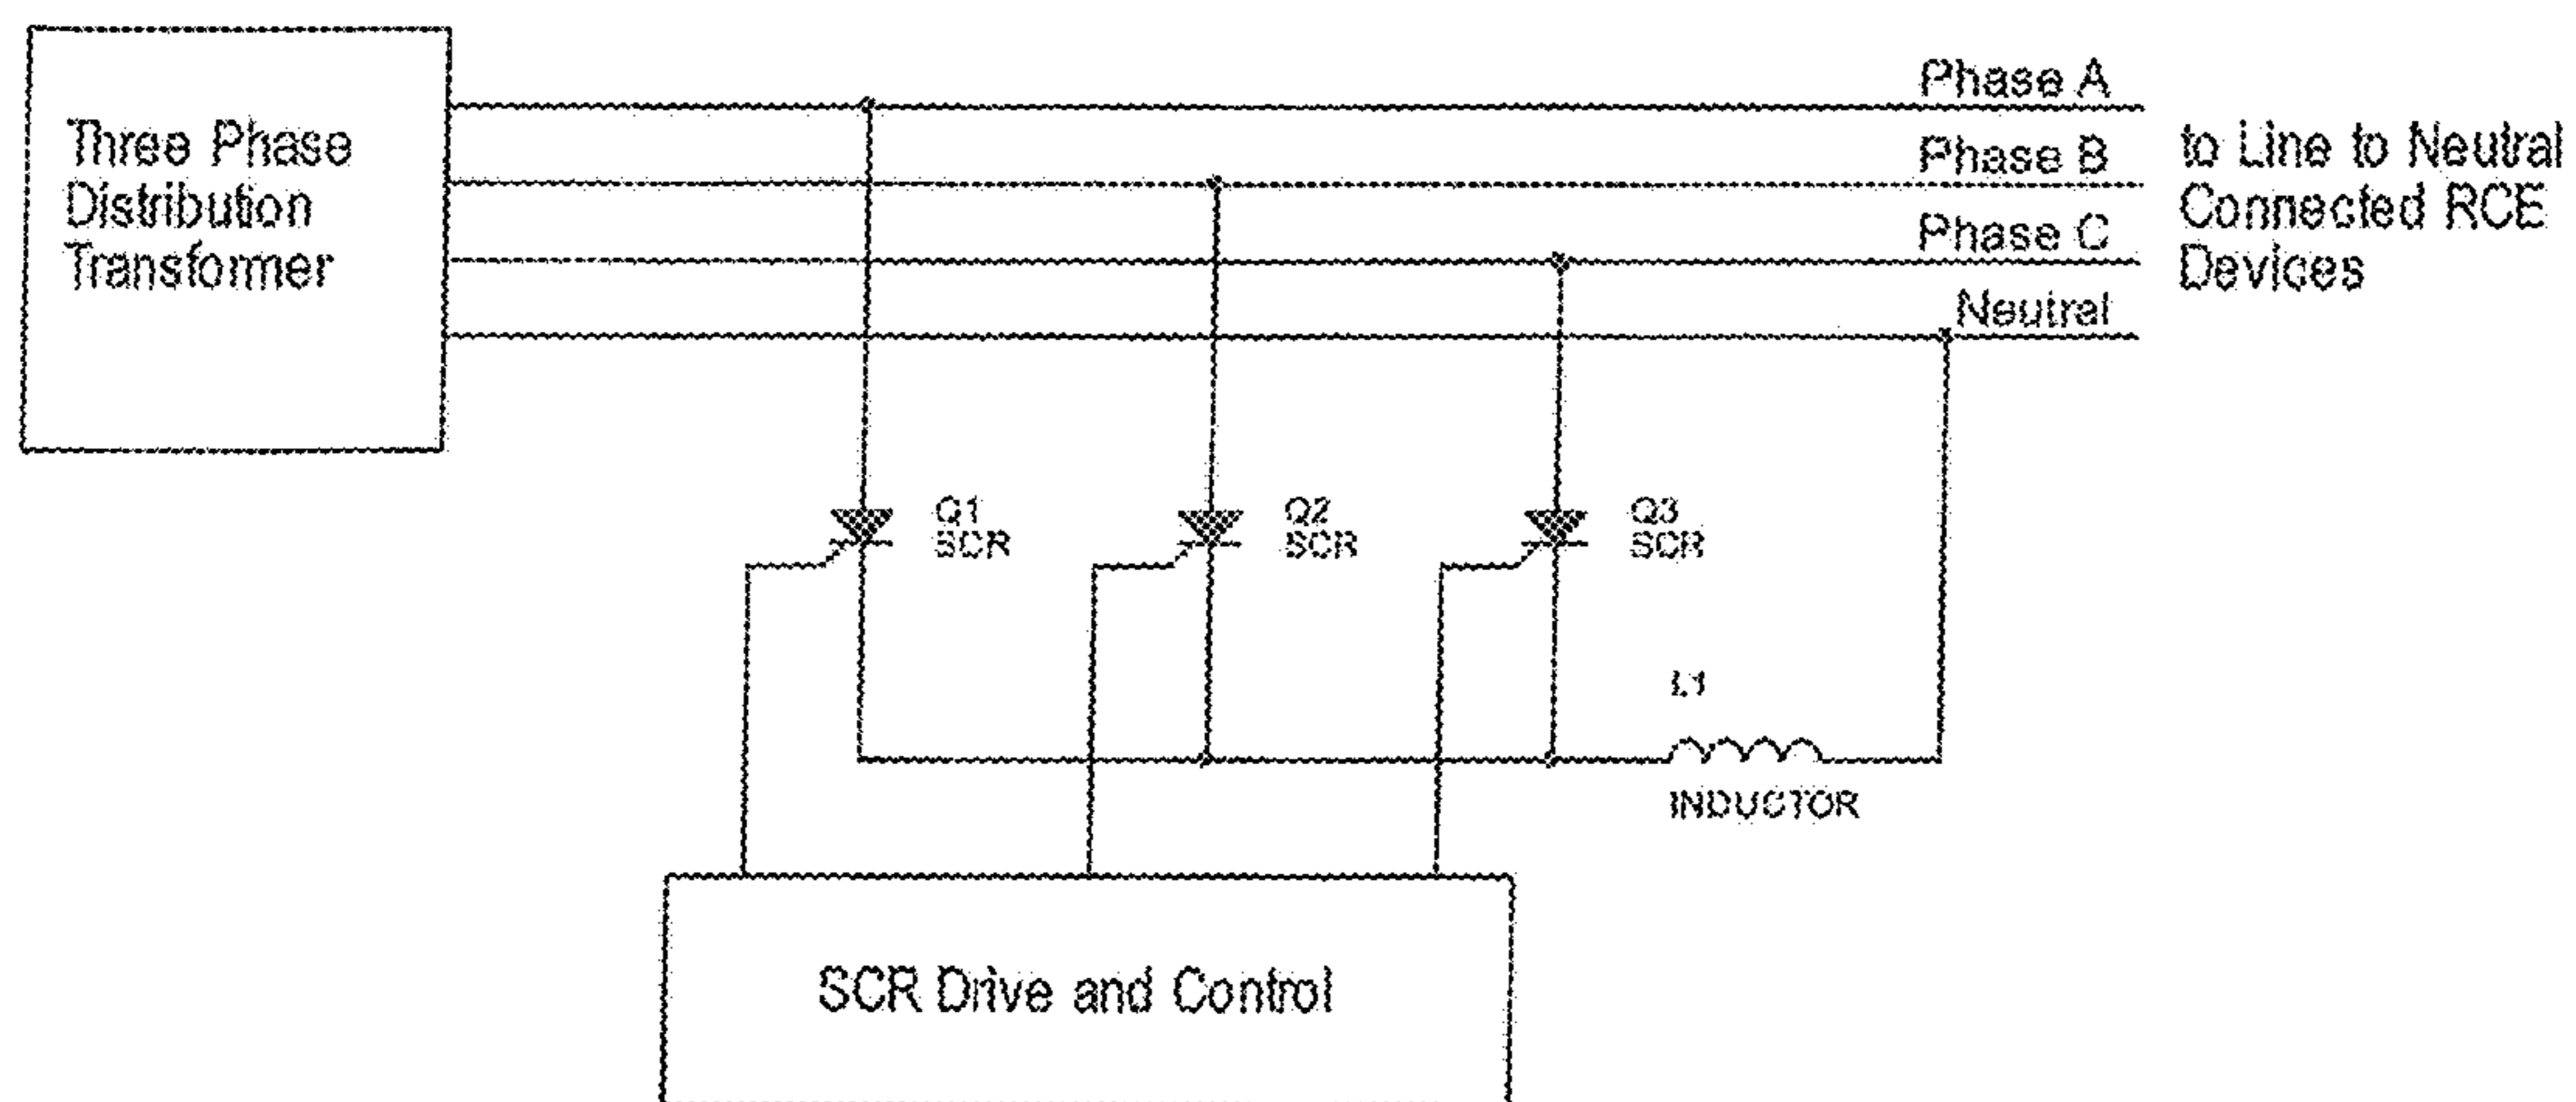 Three Phase
Distribution
Transformer
Phase A
Phase B
Phase C
Neutral
to Line to Neutral
Connected RCE
Devices
Q1
SCR
Q2
SCR
Q3
SCR
L1
INDUCTOR
SCR Drive and Control